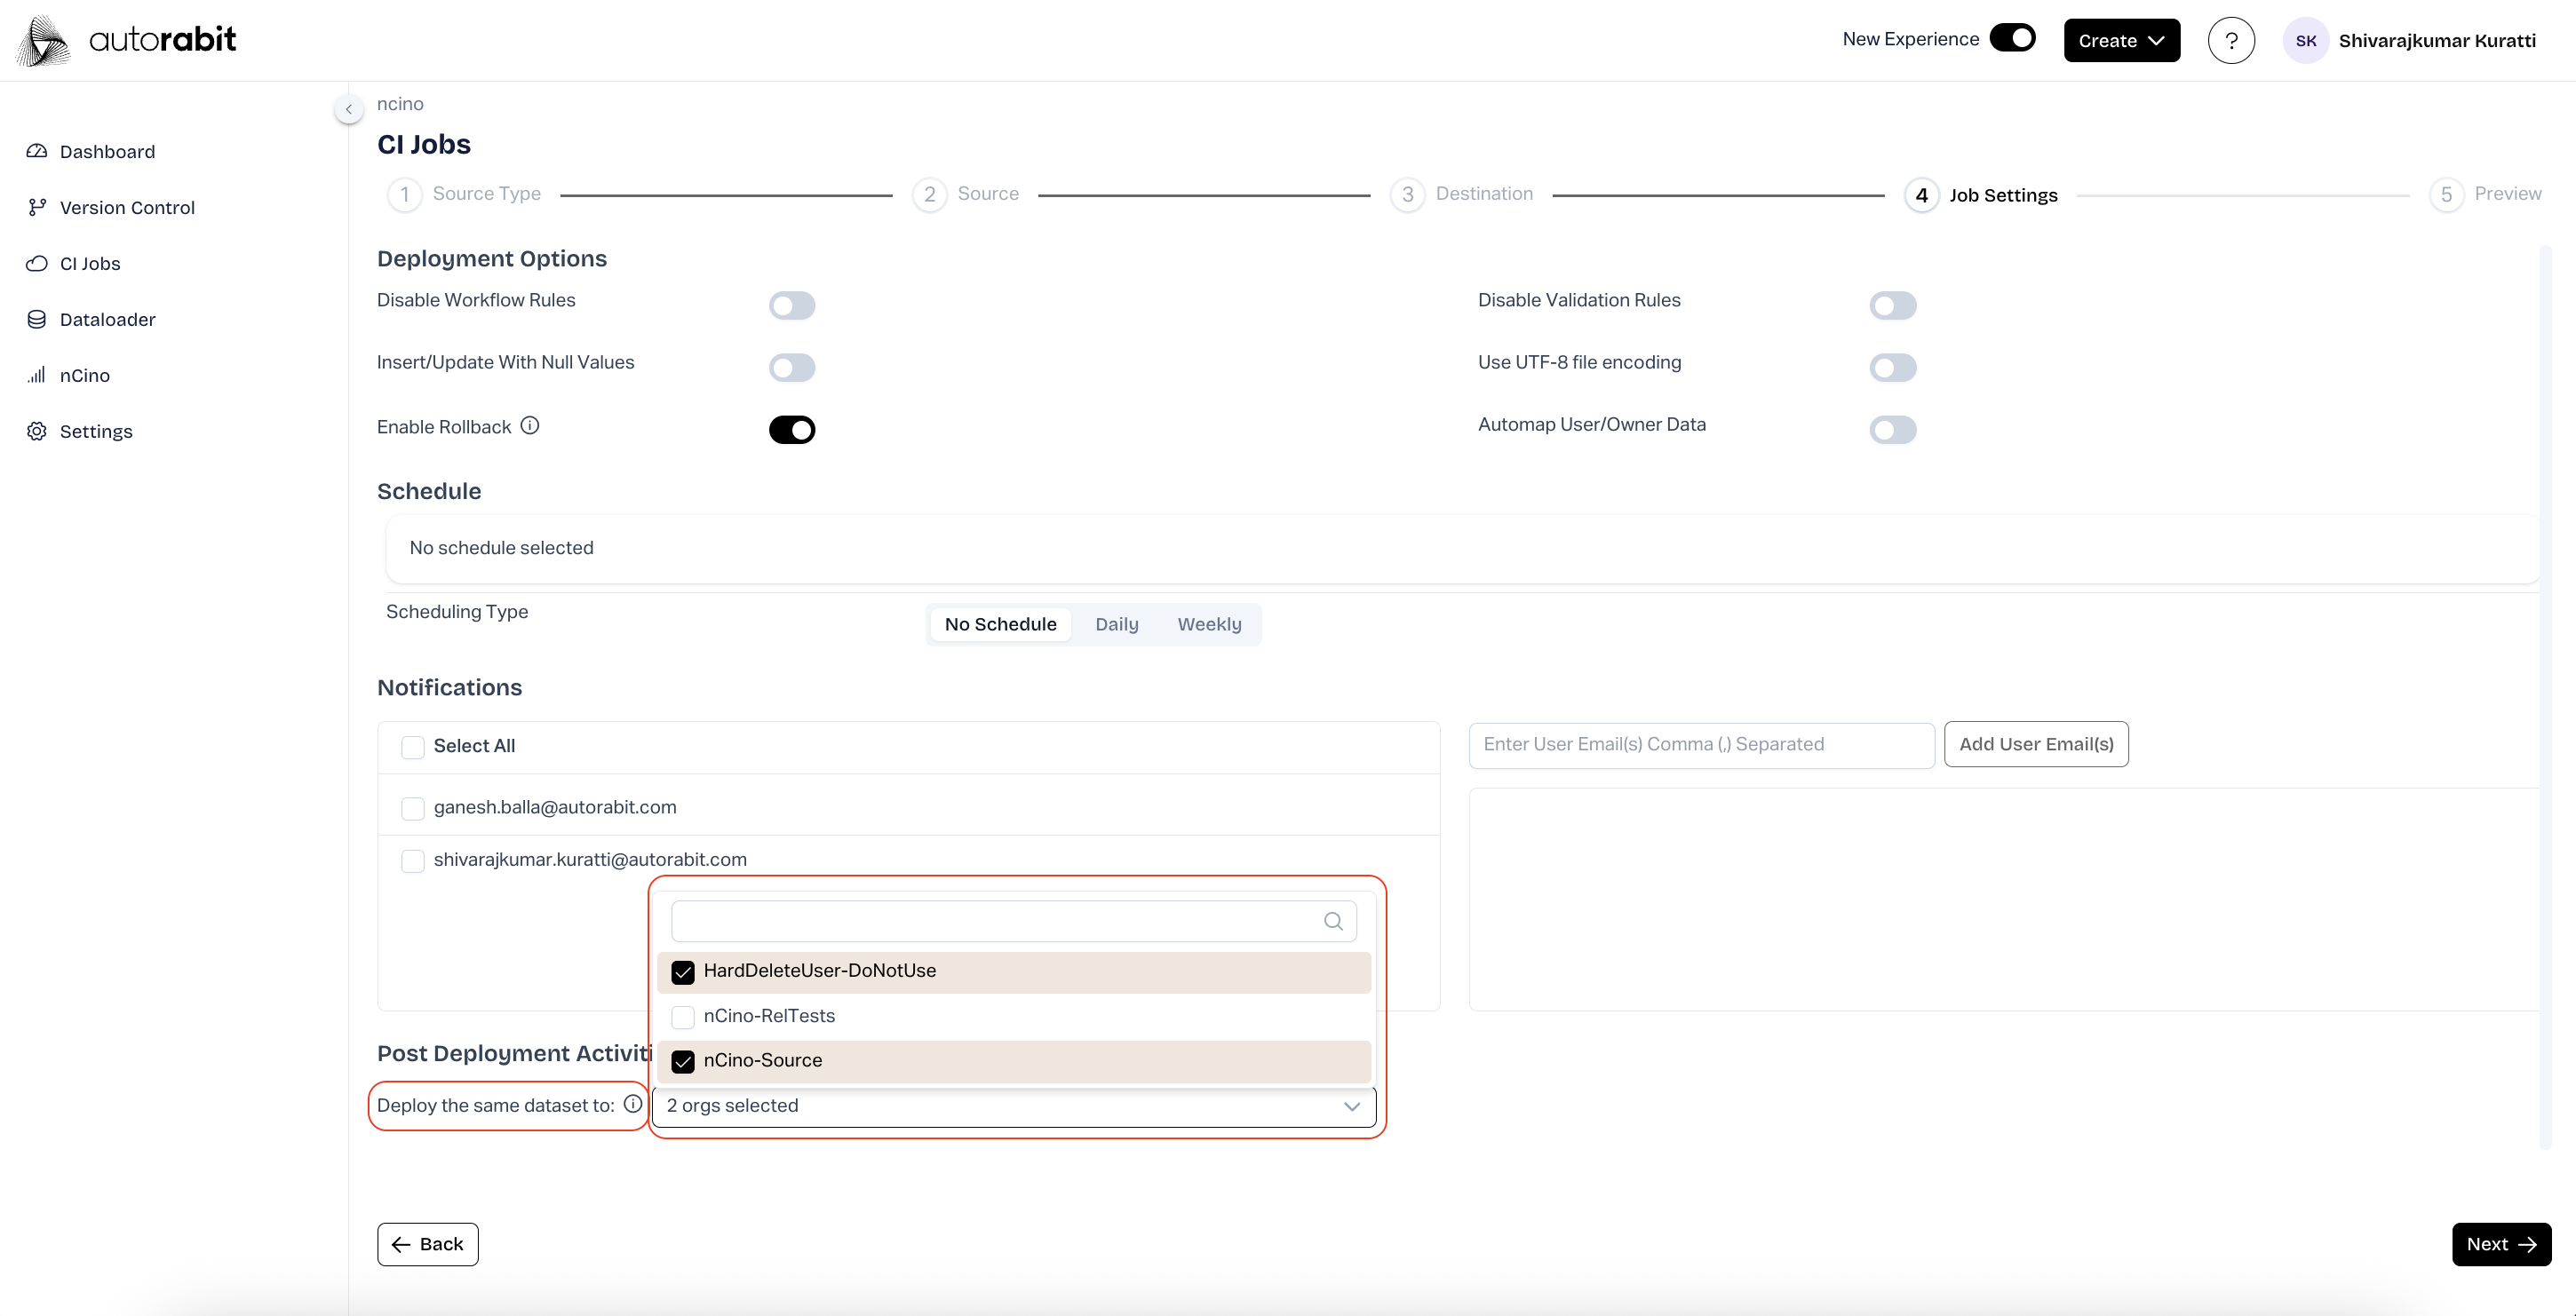 autorabit
New Experience
Create
?
SK
Shivarajkumar Kuratti
Dashboard
Version Control
CI Jobs
Dataloader
nCino
Settings
ncino
CI Jobs
1 Source Type
2 Source
3 Destination
4 Job Settings
5 Preview
Deployment Options
Disable Workflow Rules
Disable Validation Rules
Insert/Update With Null Values
Use UTF-8 file encoding
Enable Rollback
Automap User/Owner Data
Schedule
No schedule selected
Scheduling Type
No Schedule Daily Weekly
Notifications
Select All
Enter User Email(s) Comma (,) Separated
Add User Email(s)
ganesh.balla@autorabit.com
shivarajkumar.kuratti@autorabit.com
HardDeleteUser-DoNotUse
nCino-RelTests
nCino-Source
Post Deployment Activiti
Deploy the same dataset to:
2 orgs selected
Back
Next